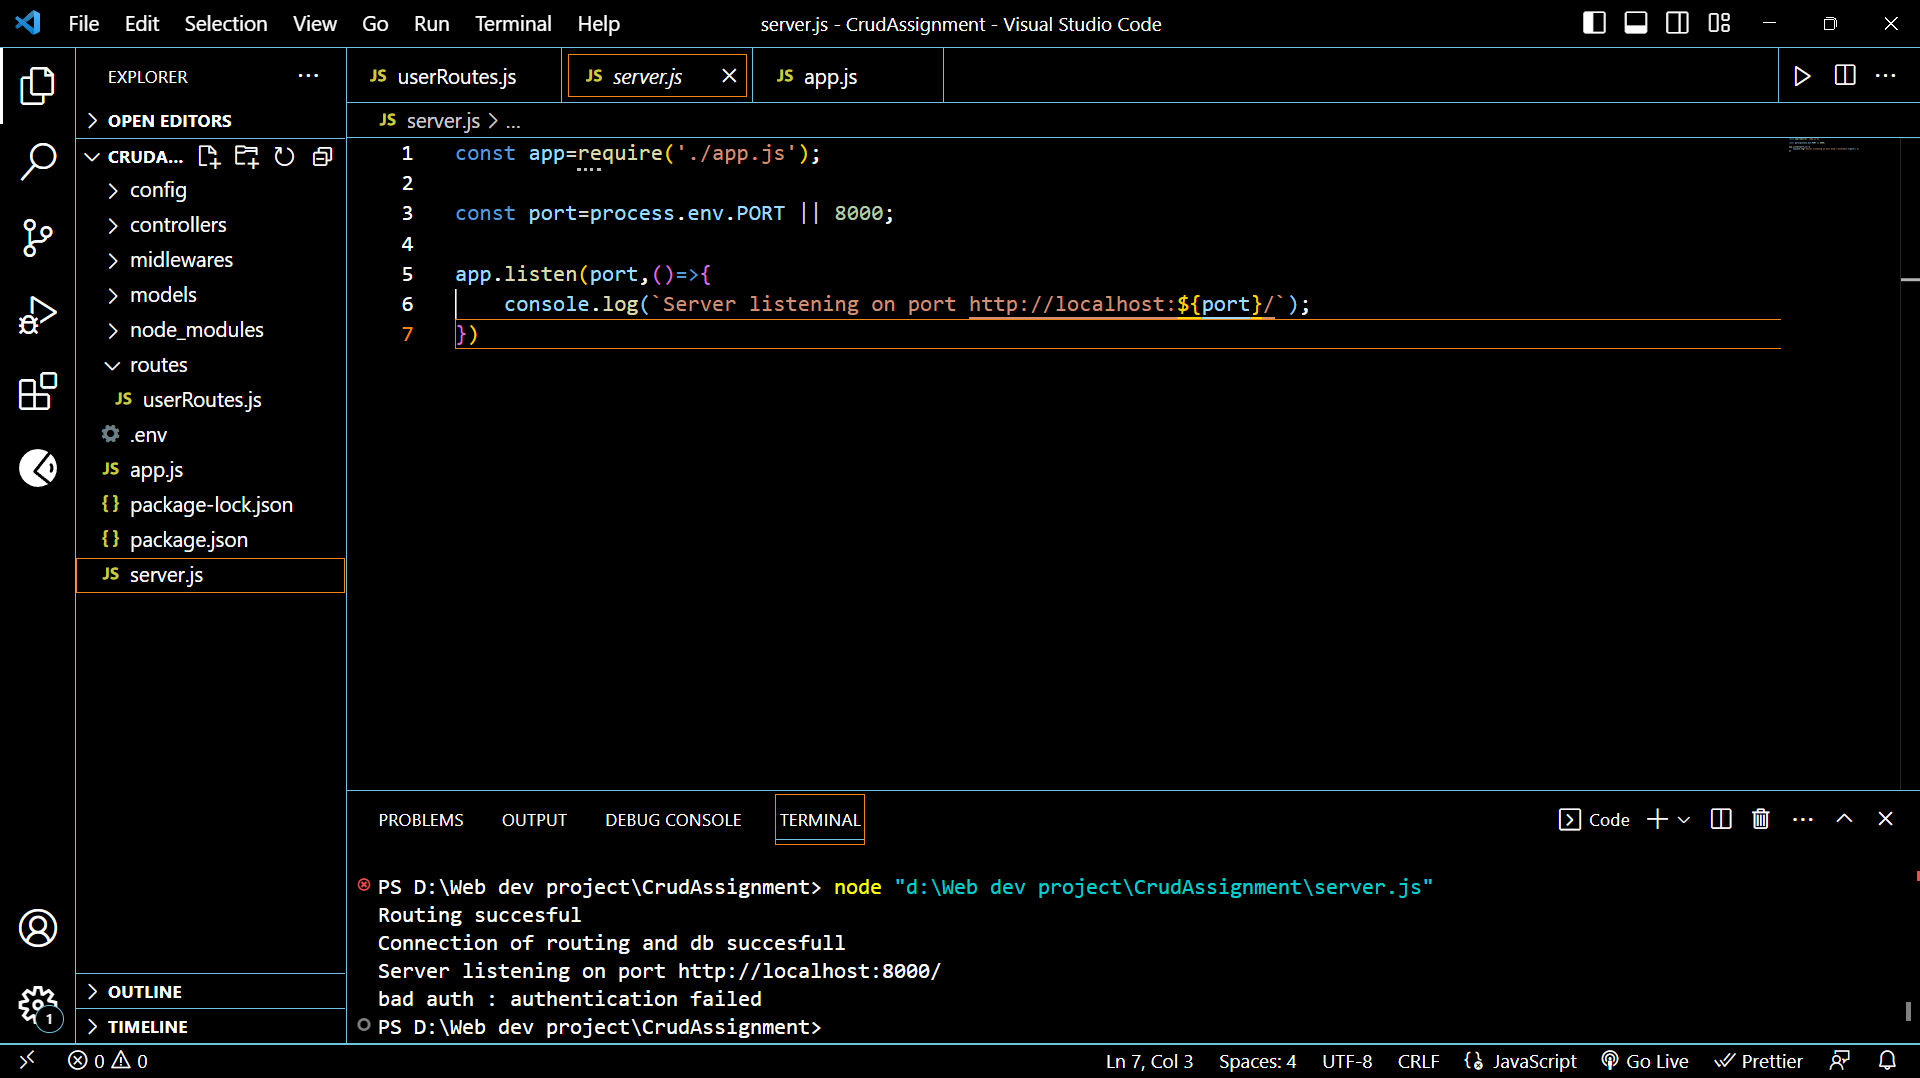 File Edit Selection View Go Run Terminal Help
server.js - CrudAssignment - Visual Studio Code
EXPLORER
OPEN EDITORS
CRUDA...
config
controllers
midlewares
models
node_modules
routes
JS userRoutes.js
.env
JS app.js
{} package-lock.json
{} package.json
JS server.js
OUTLINE
TIMELINE
JS userRoutes.js
JS server.js
JS app.js
JS server.js > ...
1 const app=require('./app.js');
2
3 const port=process.env.PORT || 8000;
4
5 app.listen(port,()=>{
6 console.log(`Server listening on port http://localhost:${port}/`);
7 })
PROBLEMS OUTPUT DEBUG CONSOLE TERMINAL
Code
PS D:\Web dev project\CrudAssignment> node "d:\Web dev project\CrudAssignment\server.js"
Routing succesful
Connection of routing and db succesfull
Server listening on port http://localhost:8000/
bad auth : authentication failed
PS D:\Web dev project\CrudAssignment>
1
0 0
Ln 7, Col 3 Spaces: 4 UTF-8 CRLF JavaScript Go Live Prettier